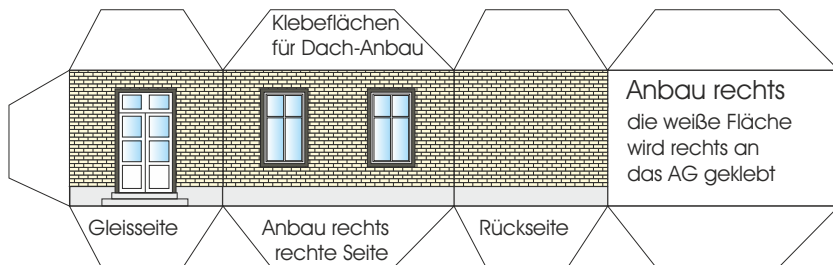 Klebeflächen
für Dach-Anbau
Anbau rechts
die weiße Fläche
wird rechts an
das AG geklebt
Gleisseite
Anbau rechts
rechte Seite
Rückseite